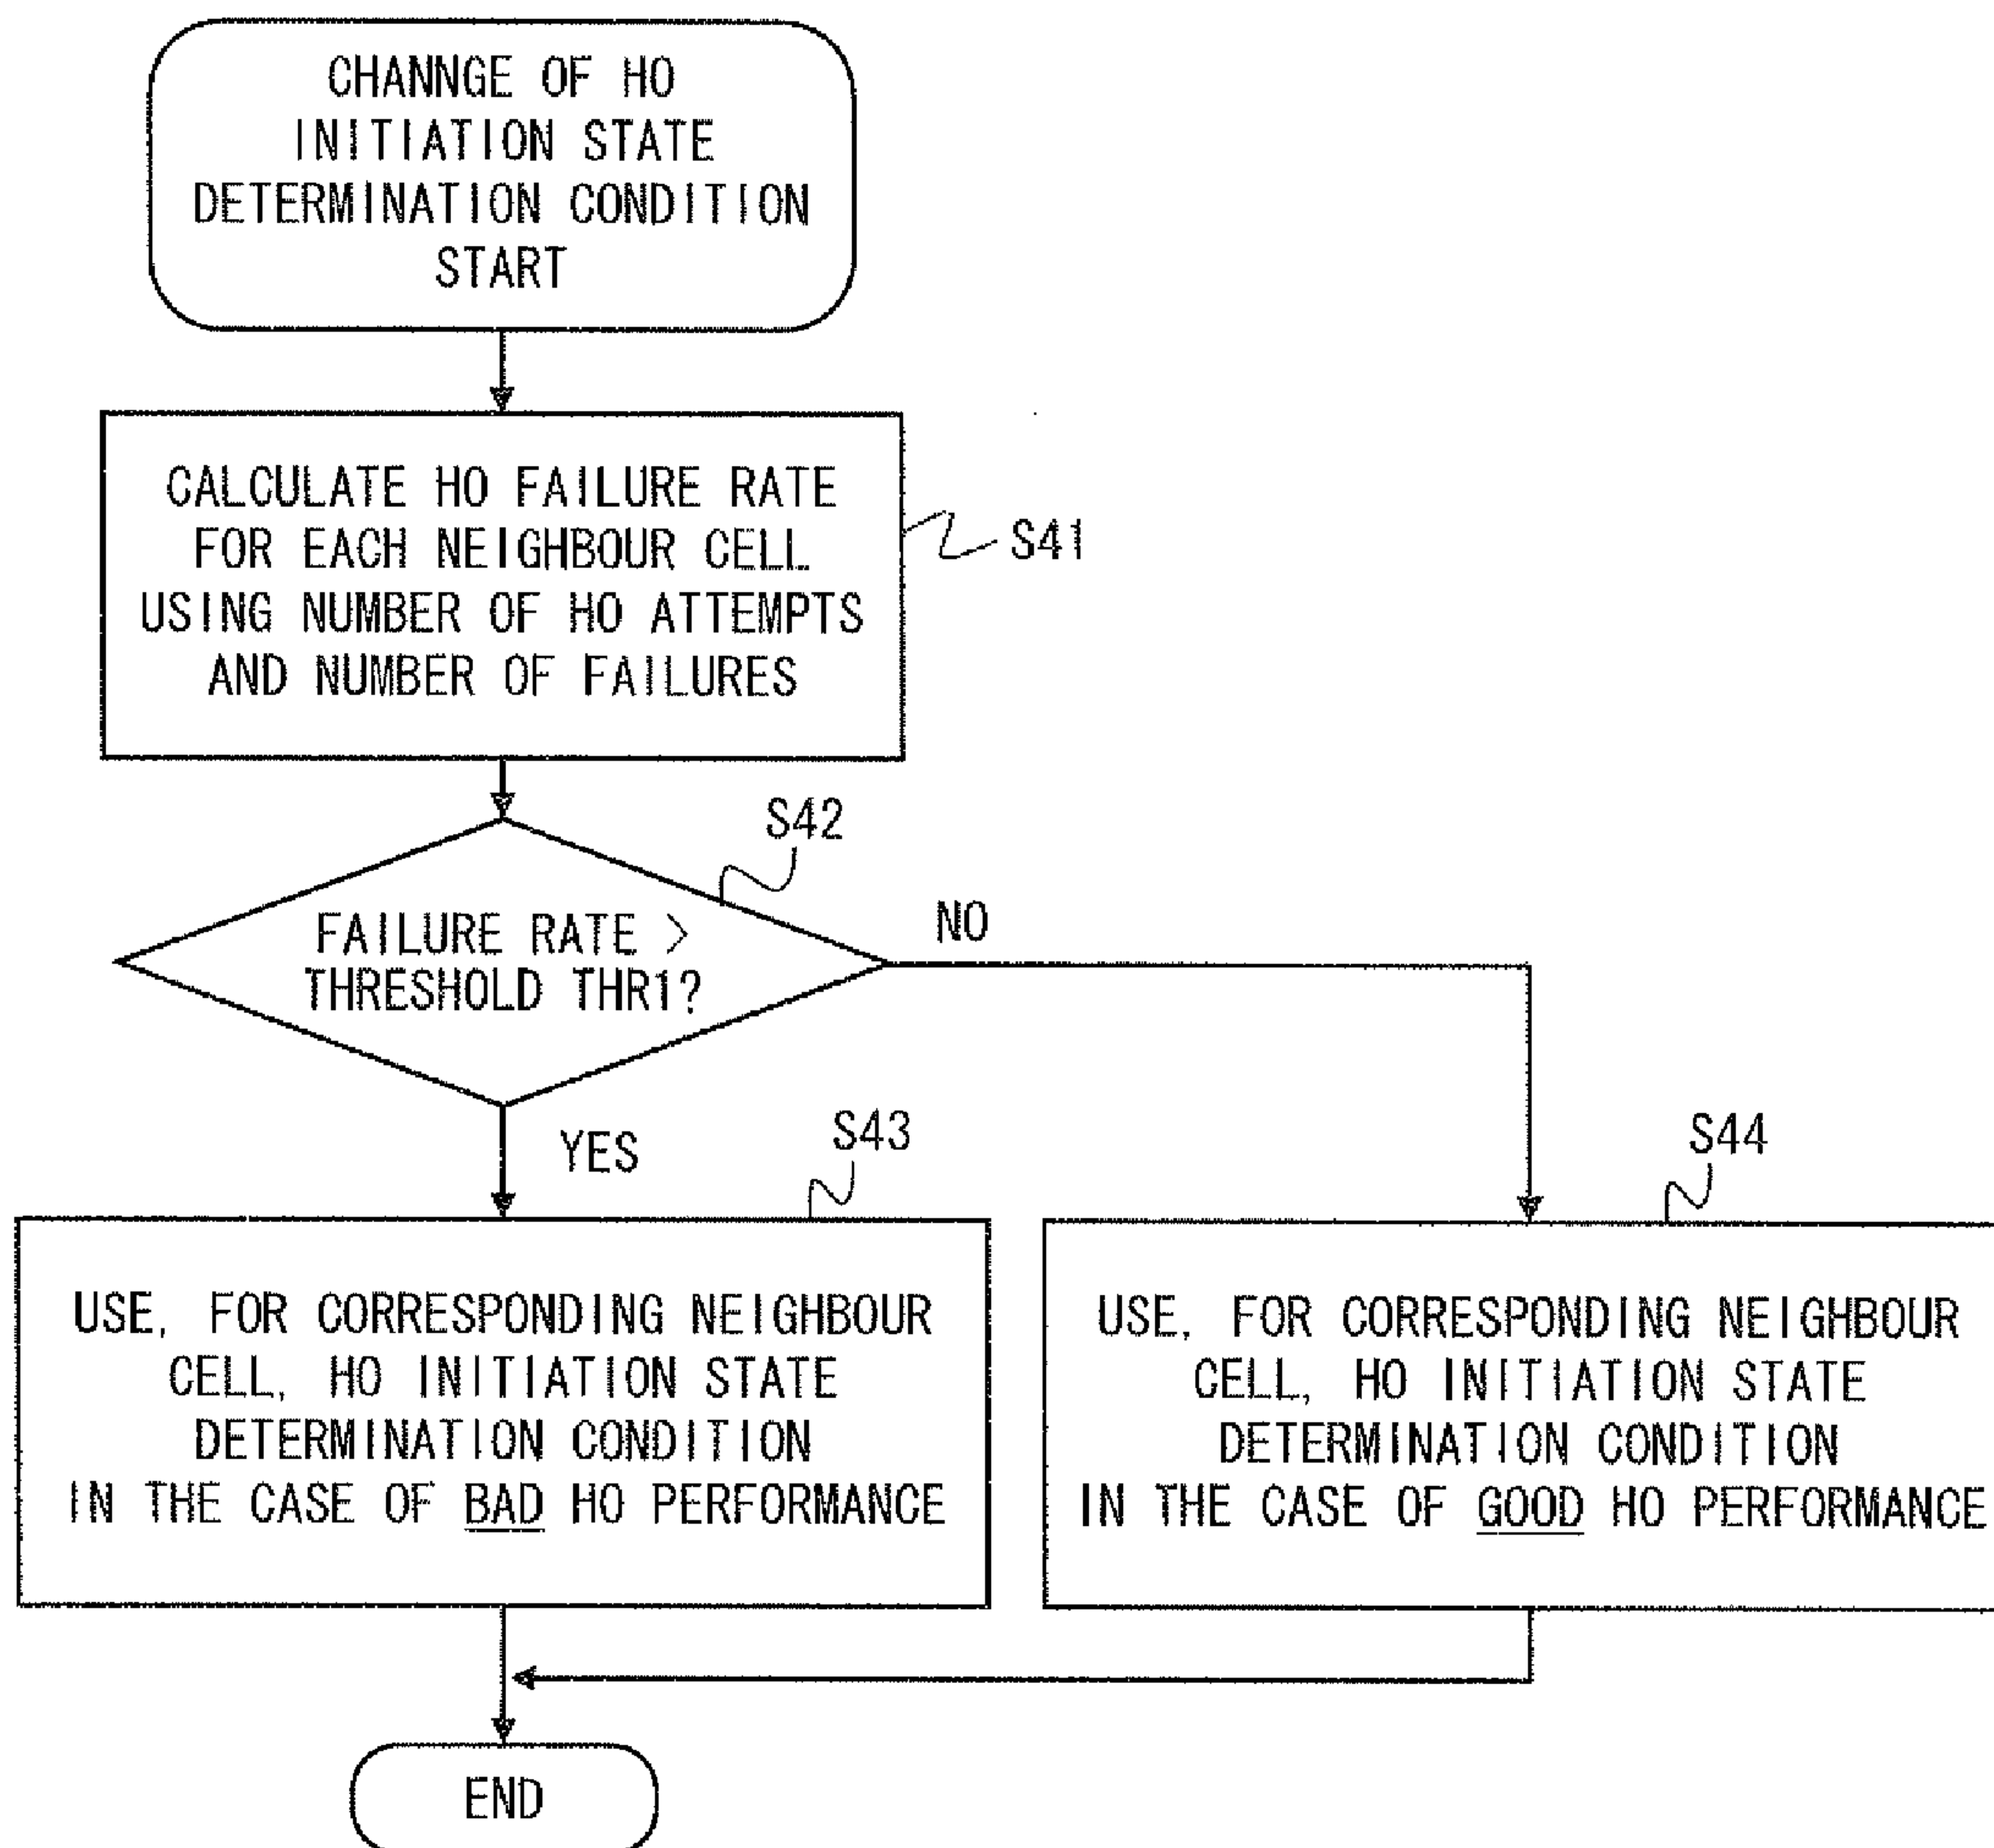 CHANNGE OF HO
INITIATION STATE
DETERMINATION CONDITION
START
CALCULATE HO FAILURE RATE
FOR EACH NEIGHBOUR CELL
USING NUMBER OF HO ATTEMPTS
AND NUMBER OF FAILURES
S41
S42
FAILURE RATE >
THRESHOLD THR1?
NO
YES
S43
USE, FOR CORRESPONDING NEIGHBOUR
CELL, HO INITIATION STATE
DETERMINATION CONDITION
IN THE CASE OF BAD HO PERFORMANCE
S44
USE, FOR CORRESPONDING NEIGHBOUR
CELL, HO INITIATION STATE
DETERMINATION CONDITION
IN THE CASE OF GOOD HO PERFORMANCE
END